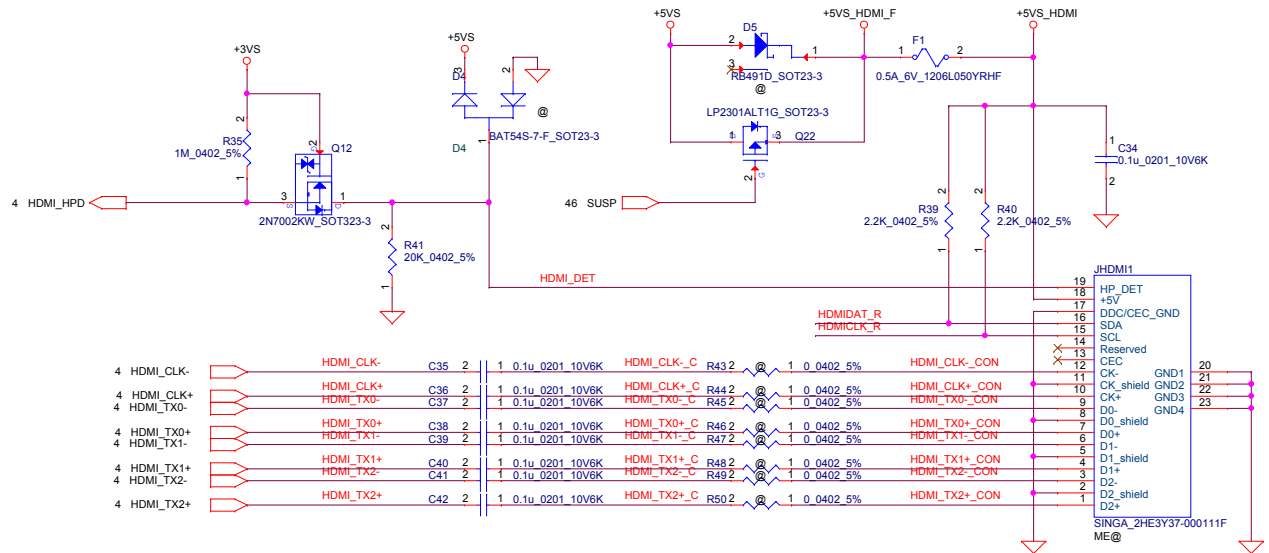 +5VS
+5VS_HDMI_F
+5VS_HDMI
D5
F1
2
1
1
2
3
RB491D_SOT23-3
@
0.5A_6V_1206L050YRHF
+5VS
+3VS
D4
2
3
2
@
BAT54S-7-F_SOT23-3
1
D4
LP2301ALT1G_SOT23-3
1
3
Q22
2
G
46 SUSP
2
R35
1M_0402_5%
1
2
G
Q12
3
1
S
D
2N7002KW_SOT323-3
4 HDMI_HPD
2
R41
20K_0402_5%
1
1
C34
0.1u_0201_10V6K
2
2
R39
2.2K_0402_5%
1
2
R40
2.2K_0402_5%
1
HDMI_DET
HDMIDAT_R
HDMICLK_R
JHDMI1
19 HP_DET
18 +5V
17 DDC/CEC_GND
16 SDA
15 SCL
14 Reserved
13 CEC
12 CK-
11 CK_shield
10 CK+
9 D0-
8 D0_shield
7 D0+
6 D1-
5 D1_shield
4 D1+
3 D2-
2 D2_shield
1 D2+
GND1 20
GND2 21
GND3 22
GND4 23
SINGA_2HE3Y37-000111F
ME@
4 HDMI_CLK- HDMI_CLK- C35 2 1 0.1u_0201_10V6K HDMI_CLK-_C R43 2 @ 1 0_0402_5% HDMI_CLK-_CON
4 HDMI_CLK+ HDMI_CLK+ C36 2 1 0.1u_0201_10V6K HDMI_CLK+_C R44 2 @ 1 0_0402_5% HDMI_CLK+_CON
4 HDMI_TX0- HDMI_TX0- C37 2 1 0.1u_0201_10V6K HDMI_TX0-_C R45 2 @ 1 0_0402_5% HDMI_TX0-_CON
4 HDMI_TX0+ HDMI_TX0+ C38 2 1 0.1u_0201_10V6K HDMI_TX0+_C R46 2 @ 1 0_0402_5% HDMI_TX0+_CON
4 HDMI_TX1- HDMI_TX1- C39 2 1 0.1u_0201_10V6K HDMI_TX1-_C R47 2 @ 1 0_0402_5% HDMI_TX1-_CON
4 HDMI_TX1+ HDMI_TX1+ C40 2 1 0.1u_0201_10V6K HDMI_TX1+_C R48 2 @ 1 0_0402_5% HDMI_TX1+_CON
4 HDMI_TX2- HDMI_TX2- C41 2 1 0.1u_0201_10V6K HDMI_TX2-_C R49 2 @ 1 0_0402_5% HDMI_TX2-_CON
4 HDMI_TX2+ HDMI_TX2+ C42 2 1 0.1u_0201_10V6K HDMI_TX2+_C R50 2 @ 1 0_0402_5% HDMI_TX2+_CON